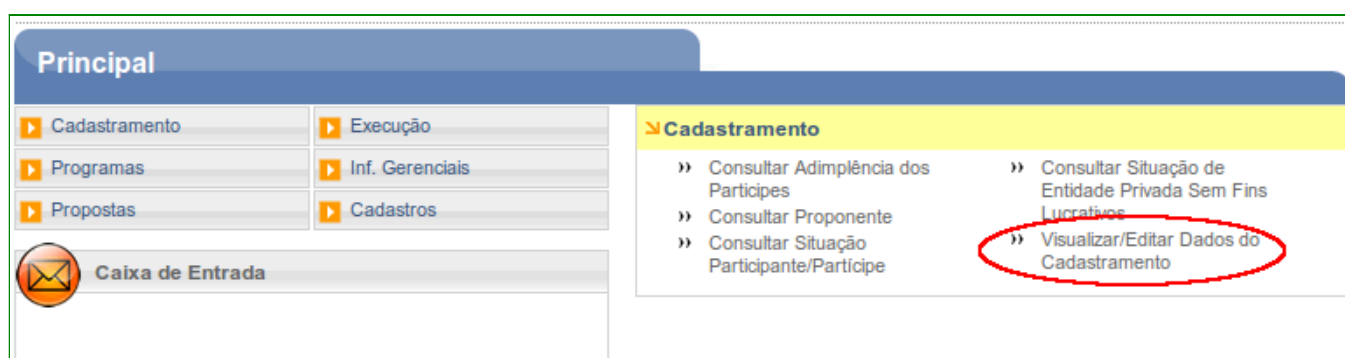 Principal
Cadastramento
Execução
Programas
Inf. Gerenciais
Propostas
Cadastros
Caixa de Entrada
Cadastramento
Consultar Adimplência dos
Participes
Consultar Proponente
Consultar Situação
Participante/Partícipe
Consultar Situação de
Entidade Privada Sem Fins
Lucrativos
Visualizar/Editar Dados do
Cadastramento